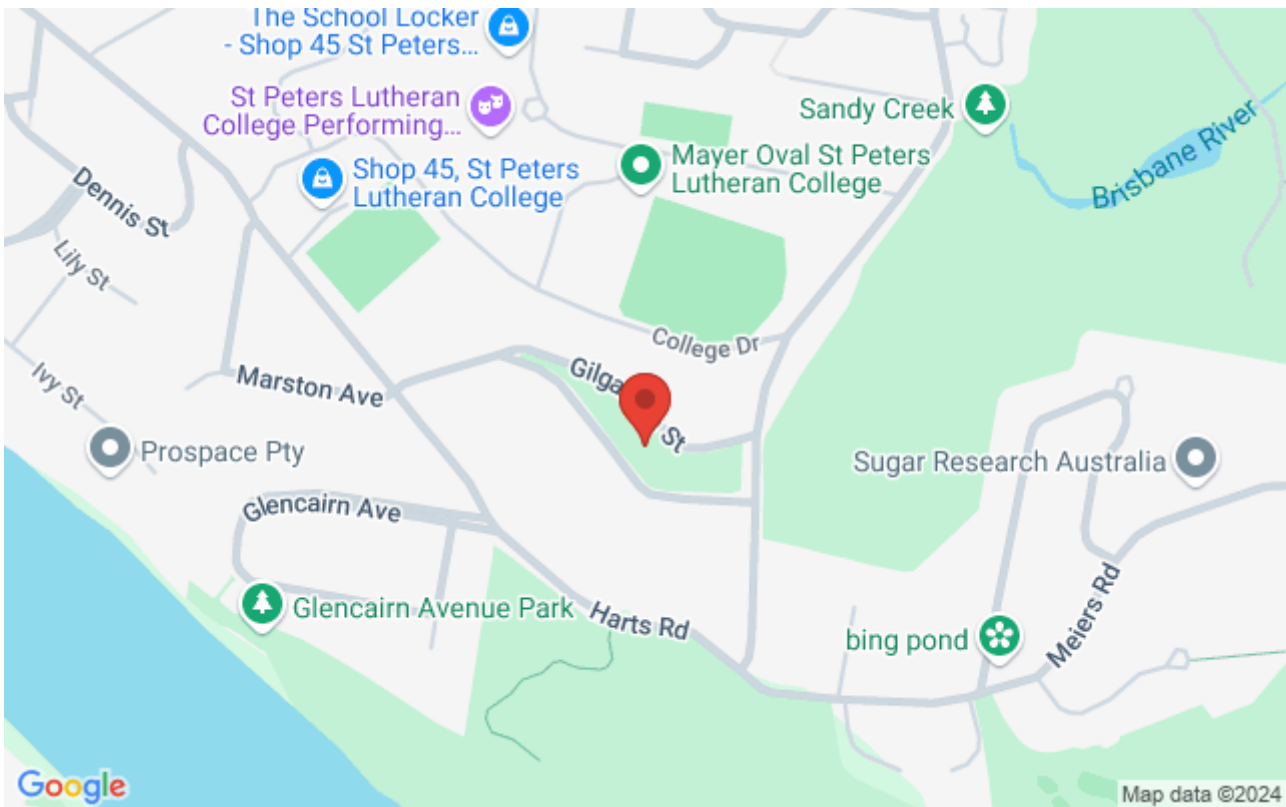 The School Locker
- Shop 45 St Peters...
St Peters Lutheran
College Performing...
Shop 45, St Peters
Lutheran College
Mayer Oval St Peters
Lutheran College
Sandy Creek
Brisbane River
Dennis St
Lily St
Ivy St
College Dr
Marston Ave
Gilga
St
Prospace Pty
Sugar Research Australia
Glencairn Ave
Glencairn Avenue Park
Harts Rd
bing pond
Meiers Rd
Google
Map data ©2024